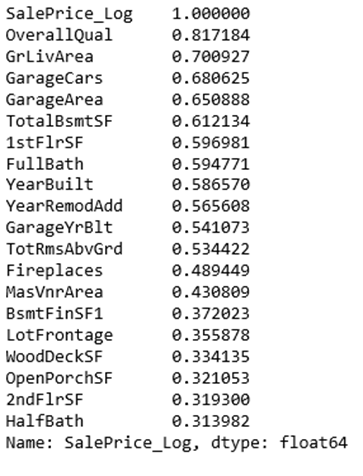 SalePrice_Log 1.000000
OverallQual 0.817184
GrLivArea 0.700927
GarageCars 0.680625
GarageArea 0.650888
TotalBsmtSF 0.612134
1stFlrSF 0.596981
FullBath 0.594771
YearBuilt 0.586570
YearRemodAdd 0.565608
GarageYrBlt 0.541073
TotRmsAbvGrd 0.534422
Fireplaces 0.489449
MasVnrArea 0.430809
BsmtFinSF1 0.372023
LotFrontage 0.355878
WoodDeckSF 0.334135
OpenPorchSF 0.321053
2ndFlrSF 0.319300
HalfBath 0.313982
Name: SalePrice_Log, dtype: float64